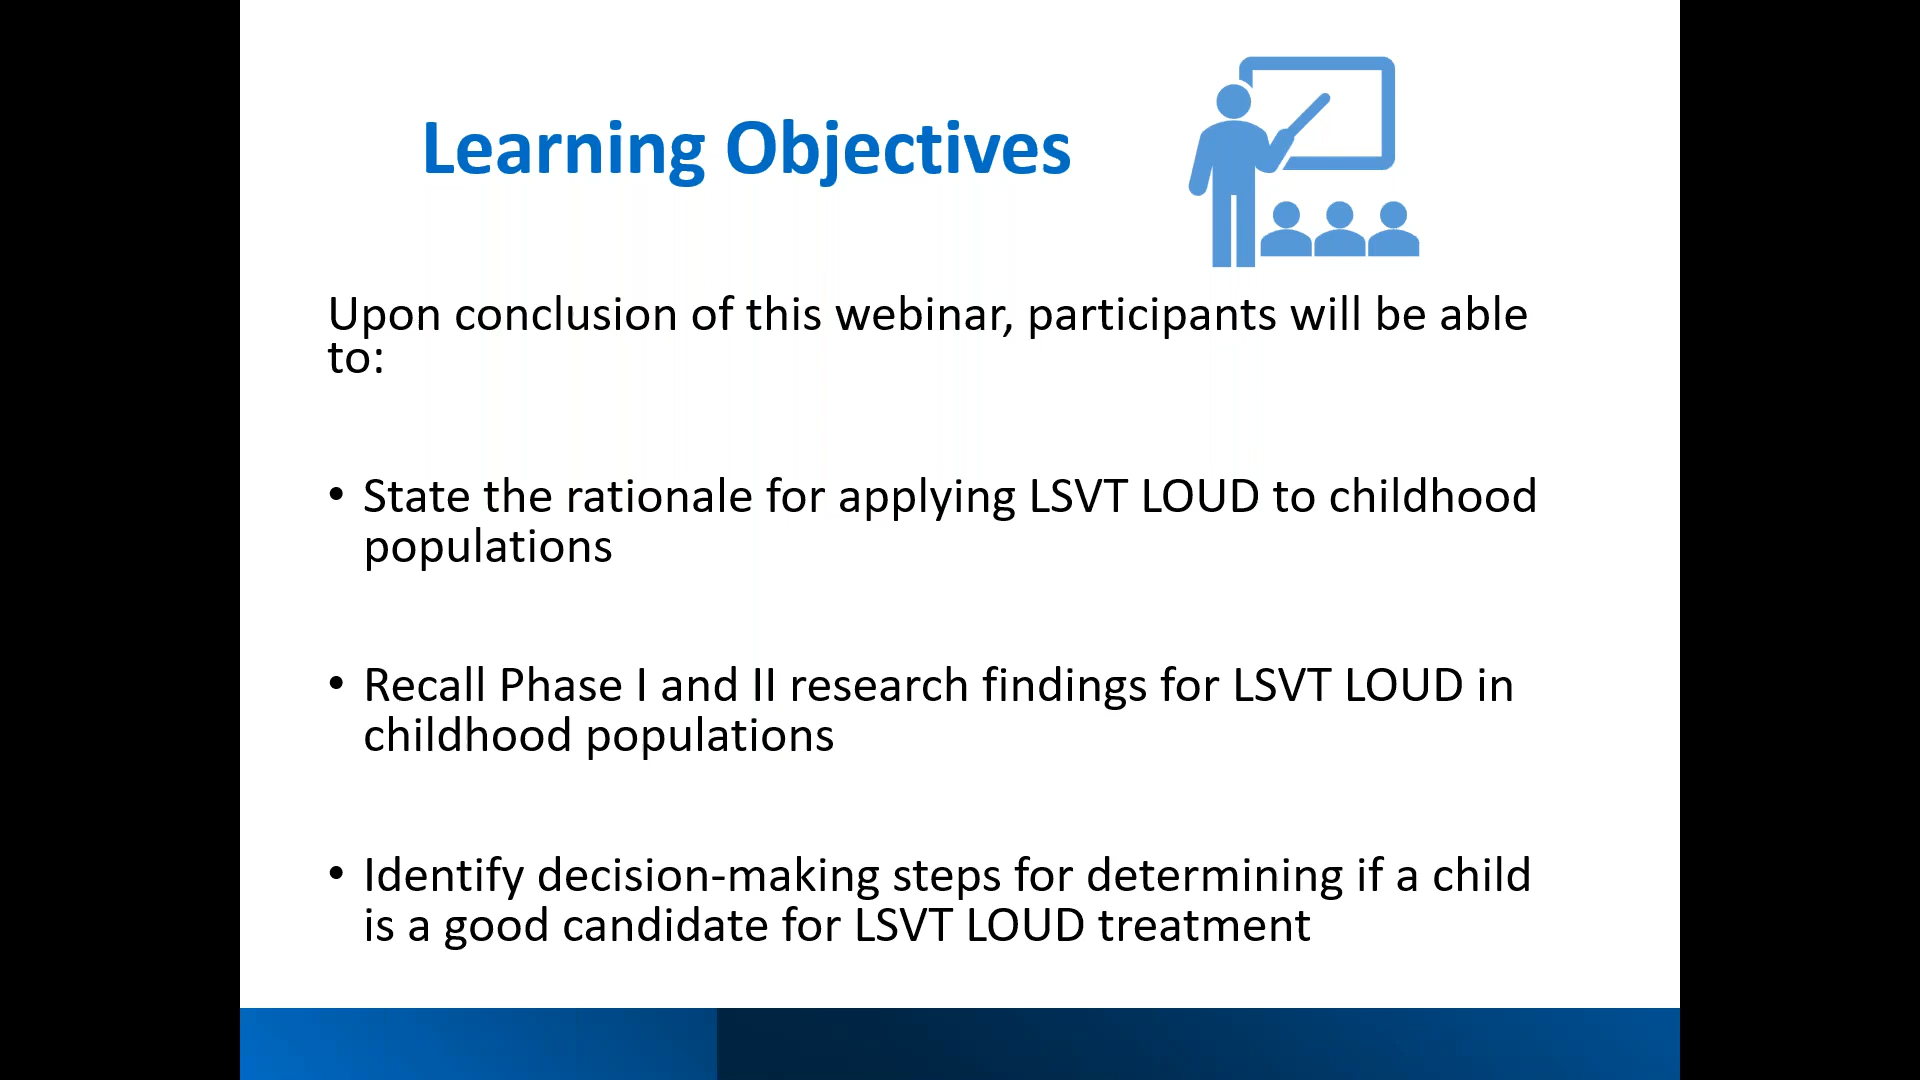 Learning Objectives
Upon conclusion of this webinar, participants will be able
to:
• State the rationale for applying LSVT LOUD to childhood
populations
• Recall Phase I and II research findings for LSVT LOUD in
childhood populations
• Identify decision-making steps for determining if a child
is a good candidate for LSVT LOUD treatment